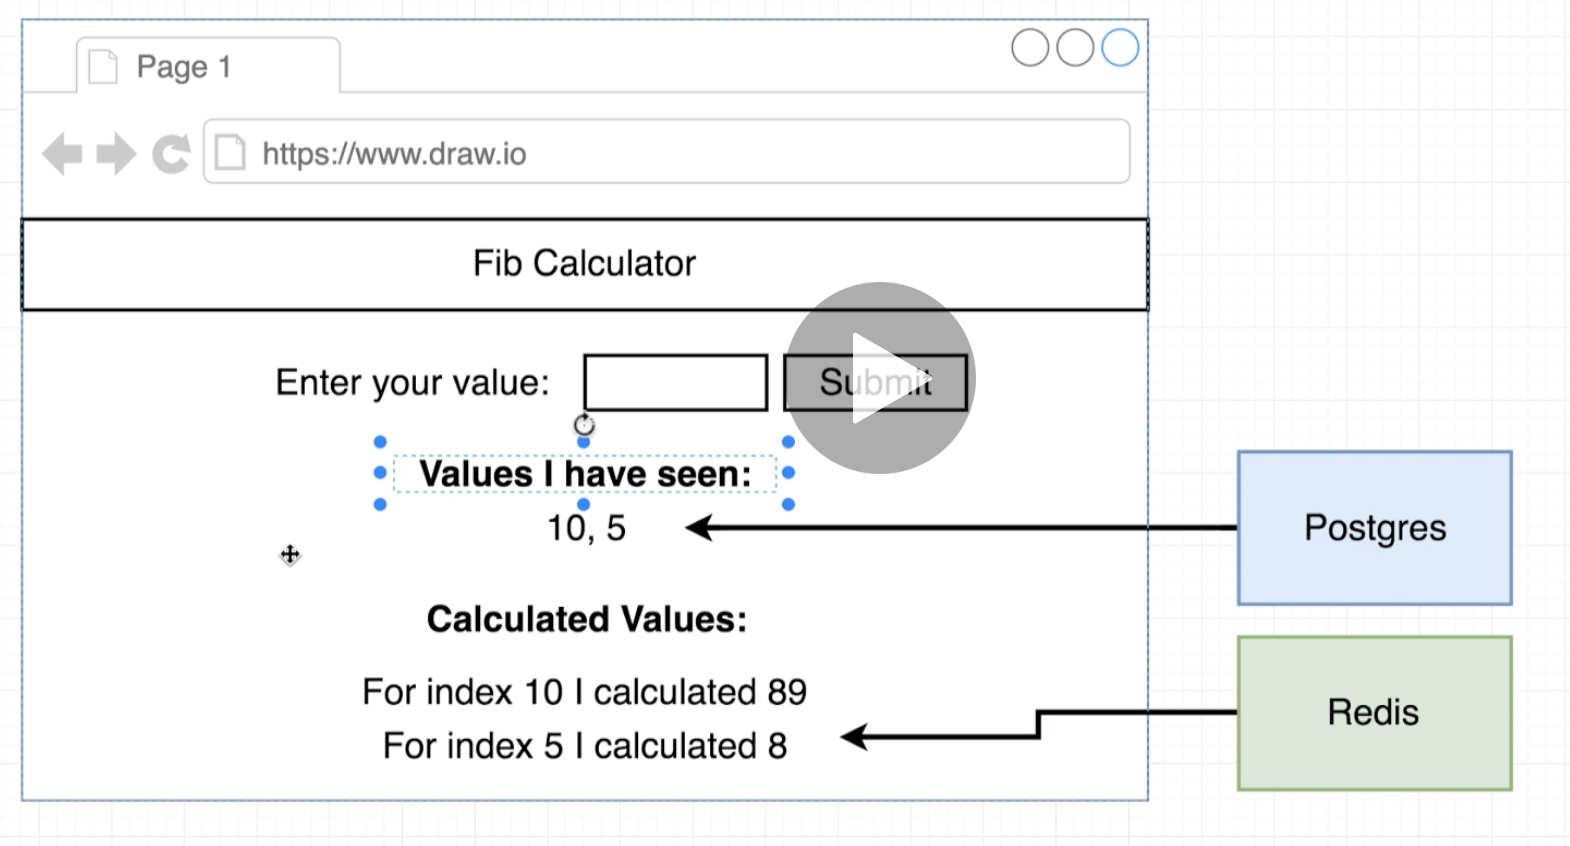 Page 1
https://www.draw.io
Fib Calculator
Enter your value:
Submit
Values I have seen:
10, 5
Postgres
Calculated Values:
For index 10 I calculated 89
Redis
For index 5 I calculated 8